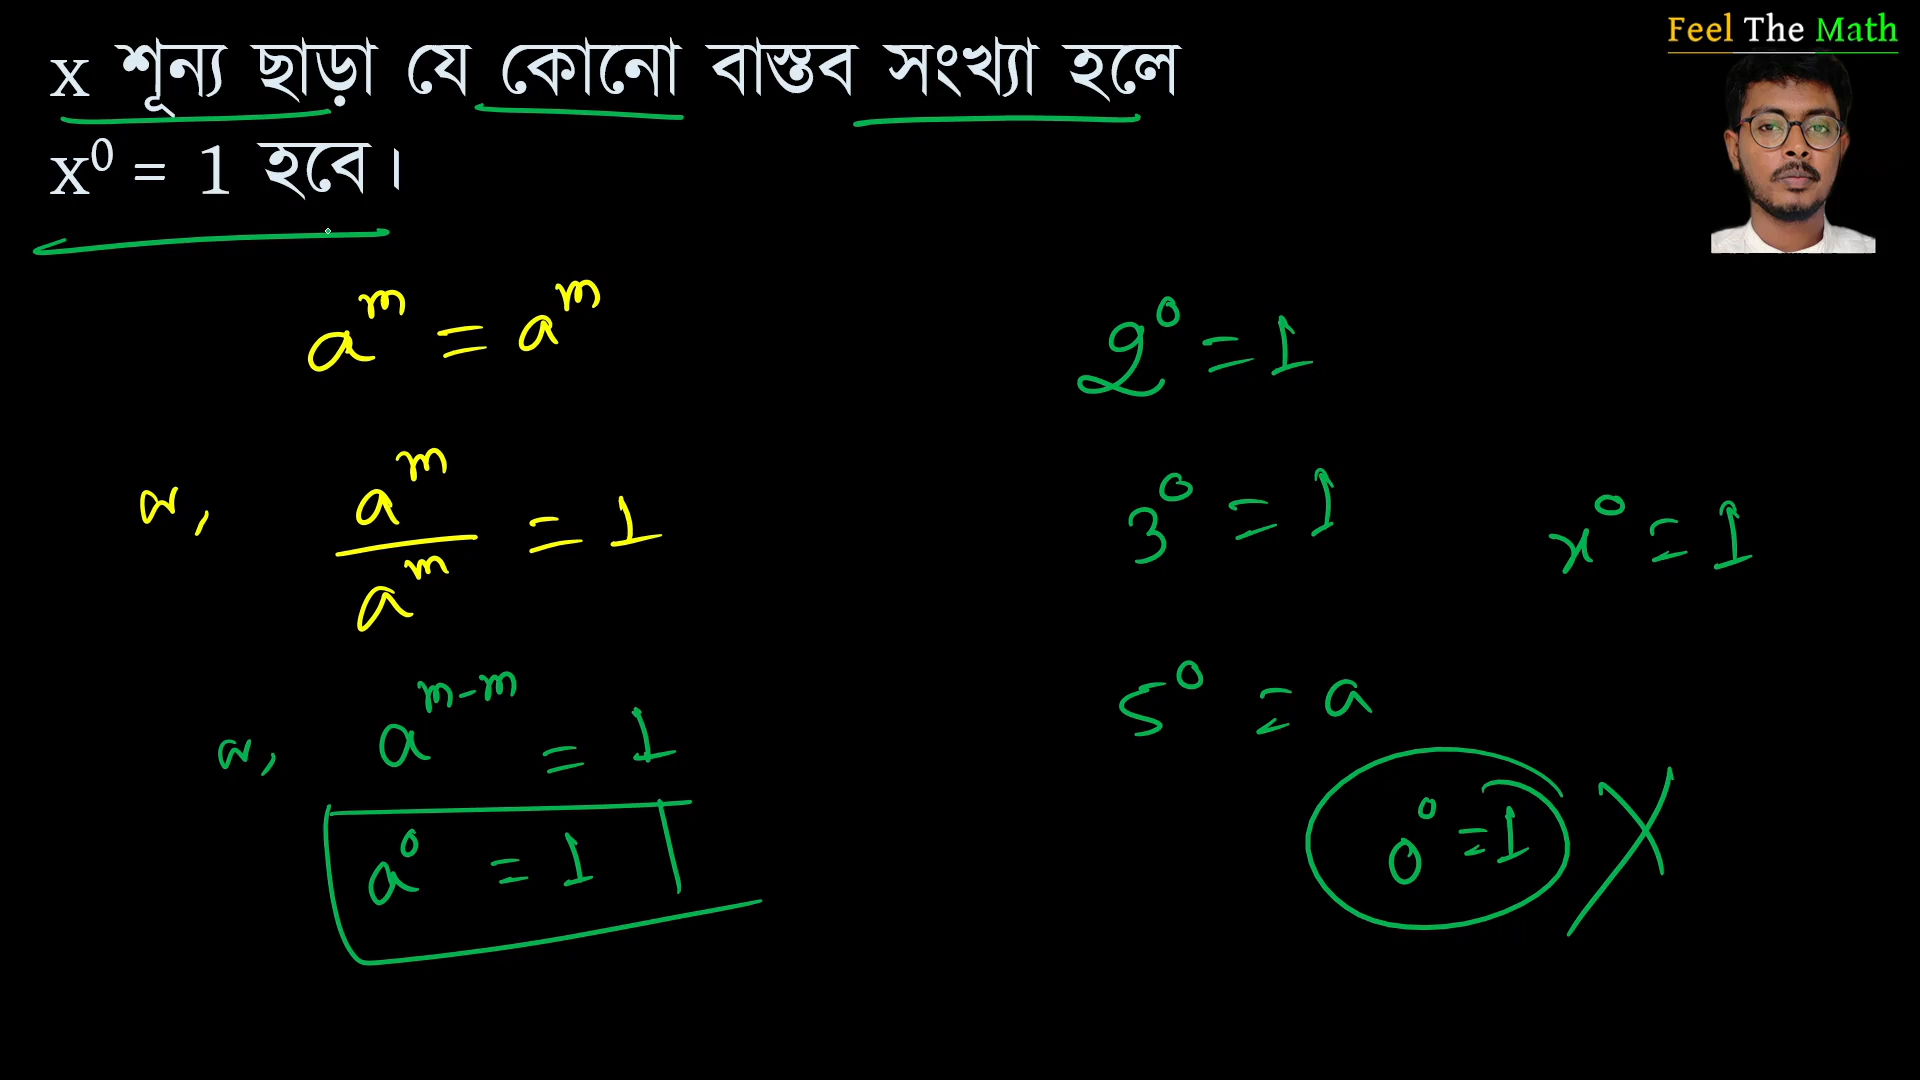 Feel The Math
x শূন্য ছাড়া যে কোনো বাস্তব সংখ্যা হলে
x⁰ = 1 হবে।
aᵐ = aᵐ
বা, aᵐ/aᵐ = 1
বা, aᵐ⁻ᵐ = 1
a⁰ = 1
2⁰ = 1
3⁰ = 1
x⁰ = 1
5⁰ = a
0⁰ = 1